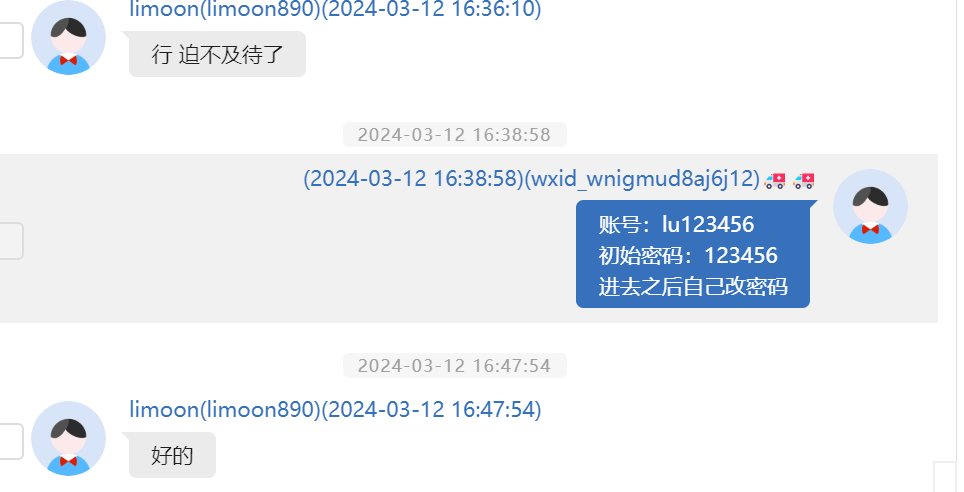 limoon(limoon890)(2024-03-12 16:36:10)
行 迫不及待了
2024-03-12 16:38:58
(2024-03-12 16:38:58)(wxid_wnigmud8aj6j12)🚑🚑
账号：lu123456
初始密码：123456
进去之后自己改密码
2024-03-12 16:47:54
limoon(limoon890)(2024-03-12 16:47:54)
好的